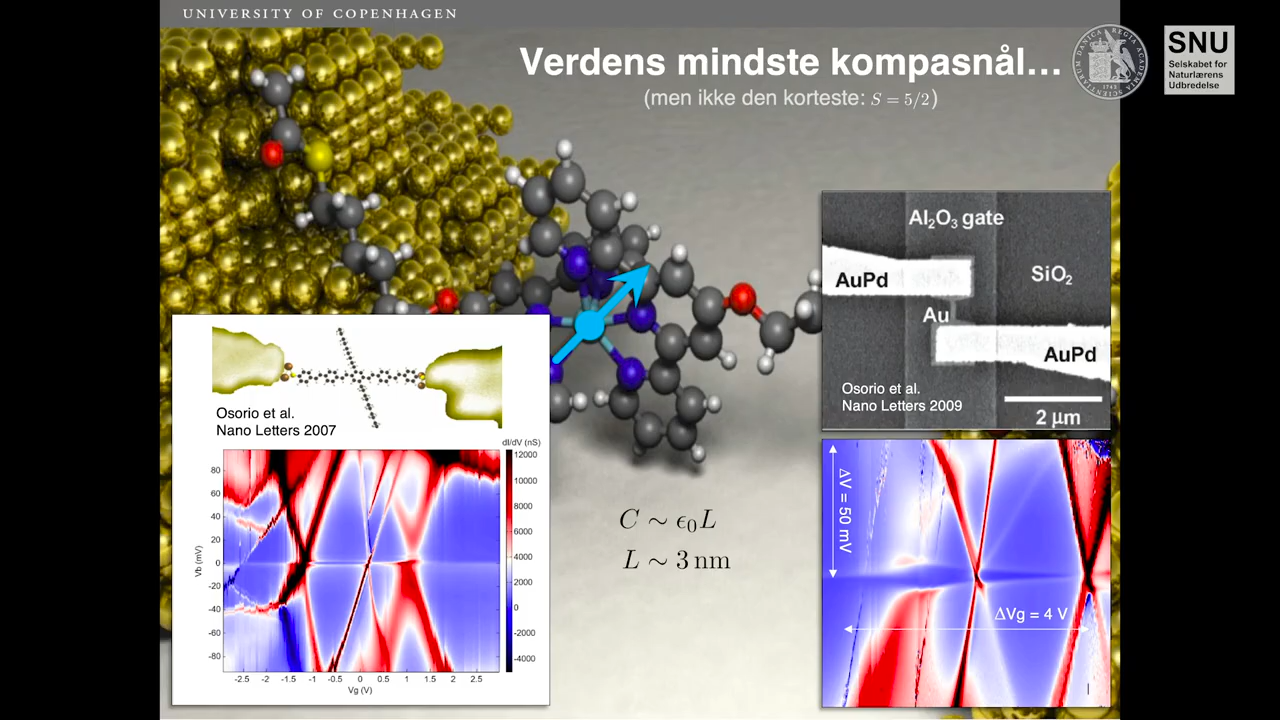 UNIVERSITY OF COPENHAGEN
Verdens mindste kompasnål...
(men ikke den korteste: S = 5/2)
SNU
Selskabet for
Naturlærens
Udbredelse
1742
Al₂O₃ gate
AuPd
SiO₂
Au
AuPd
Osorio et al.
Nano Letters 2009
2 μm
Osorio et al.
Nano Letters 2007
dI/dV (nS)
12000
10000
8000
6000
4000
2000
0
-2000
-4000
80
60
40
20
0
-20
-40
-60
-80
Vb (mV)
-2.5 -2 -1.5 -1 -0.5 0 0.5 1 1.5 2 2.5
Vg (V)
C ∼ ϵ₀L
L ∼ 3 nm
ΔV = 50 mV
ΔVg = 4 V